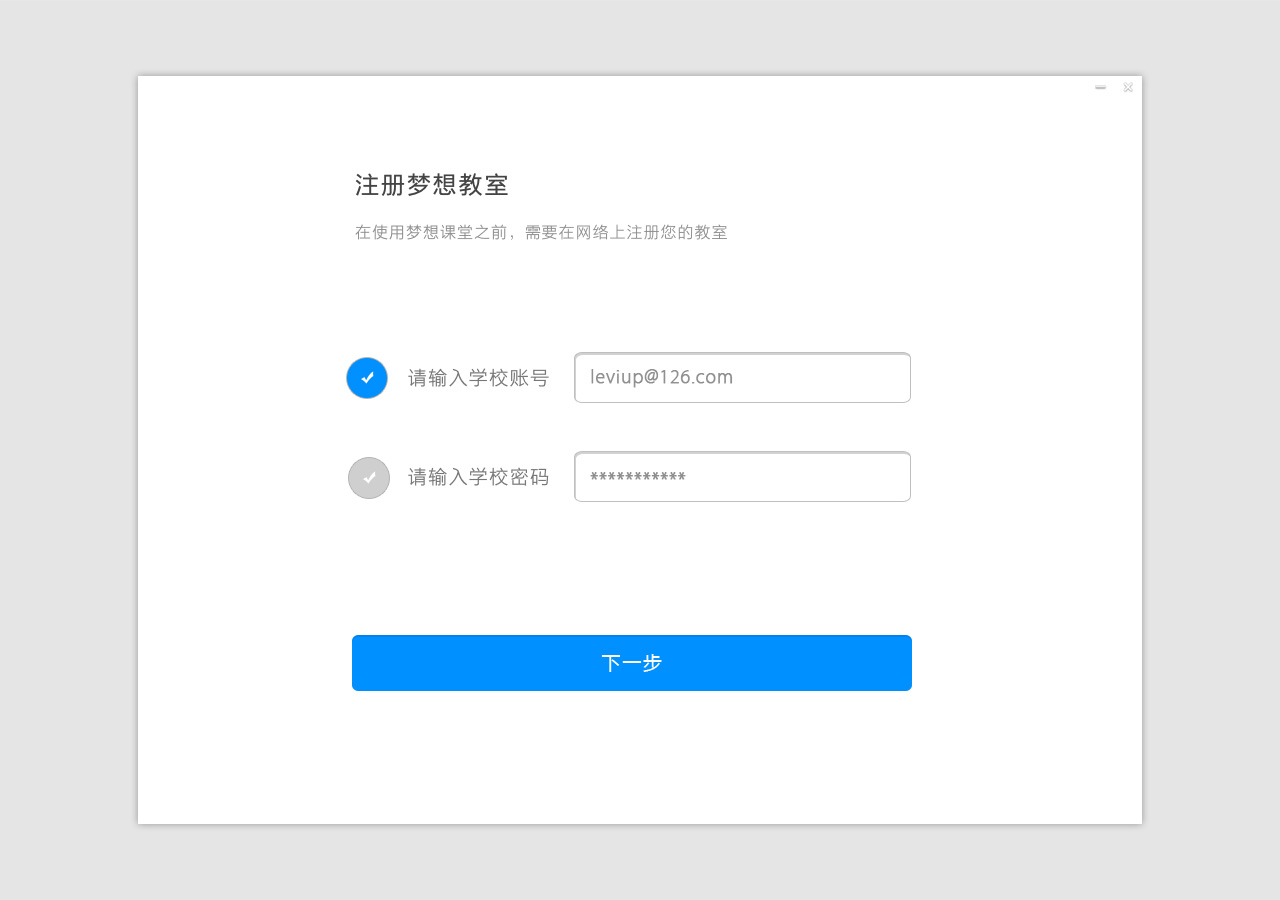 注册梦想教室
在使用梦想课堂之前，需要在网络上注册您的教室
请输入学校账号 leviup@126.com
请输入学校密码 ***********
下一步